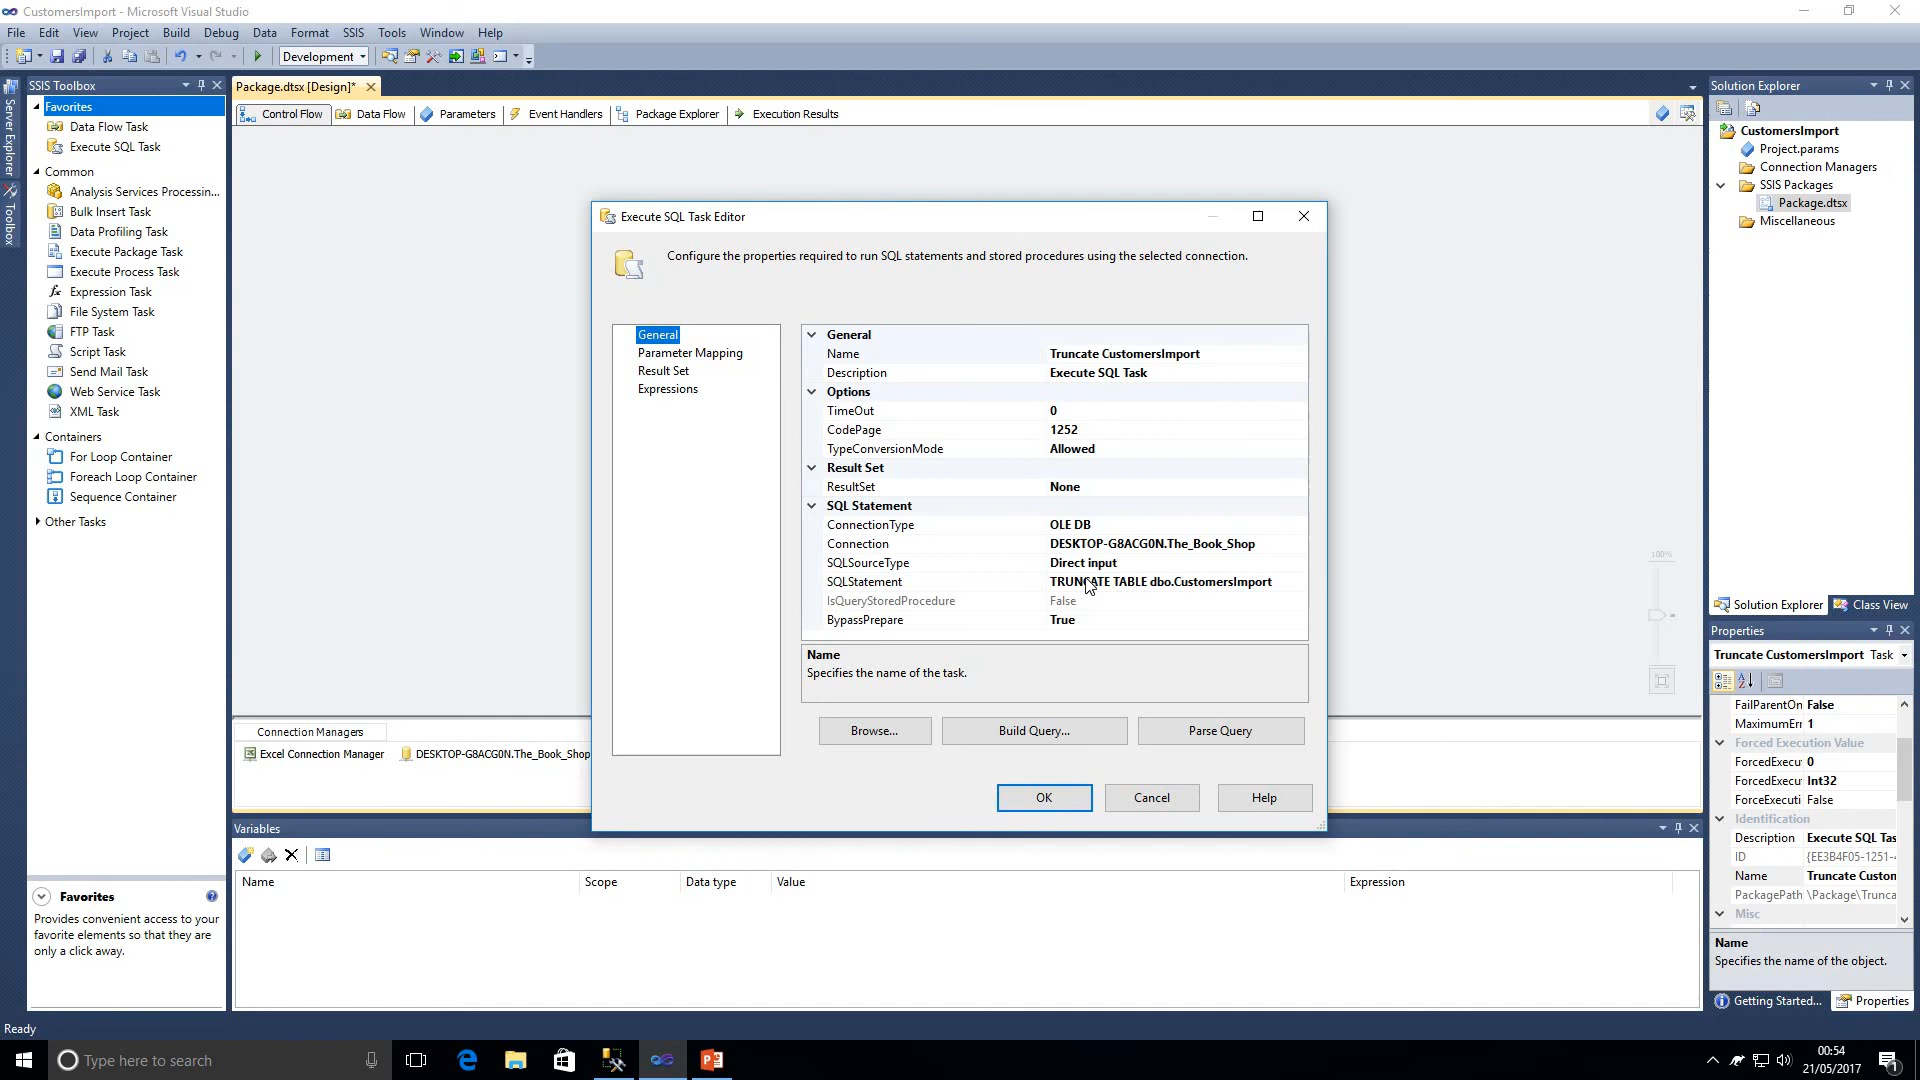 CustomersImport - Microsoft Visual Studio
File Edit View Project Build Debug Data Format SSIS Tools Window Help
Development
Server Explorer
Toolbox
SSIS Toolbox
Favorites
Data Flow Task
Execute SQL Task
Common
Analysis Services Processin...
Bulk Insert Task
Data Profiling Task
Execute Package Task
Execute Process Task
Expression Task
File System Task
FTP Task
Script Task
Send Mail Task
Web Service Task
XML Task
Containers
For Loop Container
Foreach Loop Container
Sequence Container
Other Tasks
Favorites
Provides convenient access to your
favorite elements so that they are
only a click away.
Package.dtsx [Design]*
Control Flow Data Flow Parameters Event Handlers Package Explorer Execution Results
Execute SQL Task Editor
Configure the properties required to run SQL statements and stored procedures using the selected connection.
General
Parameter Mapping
Result Set
Expressions
General
Name Truncate CustomersImport
Description Execute SQL Task
Options
TimeOut 0
CodePage 1252
TypeConversionMode Allowed
Result Set
ResultSet None
SQL Statement
ConnectionType OLE DB
Connection DESKTOP-G8ACG0N.The_Book_Shop
SQLSourceType Direct input
SQLStatement TRUNCATE TABLE dbo.CustomersImport
IsQueryStoredProcedure False
BypassPrepare True
Name
Specifies the name of the task.
Browse... Build Query... Parse Query
OK Cancel Help
100%
Connection Managers
Excel Connection Manager DESKTOP-G8ACG0N.The_Book_Shop
Variables
Name Scope Data type Value Expression
Solution Explorer
CustomersImport
Project.params
Connection Managers
SSIS Packages
Package.dtsx
Miscellaneous
Solution Explorer Class View
Properties
Truncate CustomersImport Task
FailParentOn False
MaximumErr 1
Forced Execution Value
ForcedExecu 0
ForcedExecu Int32
ForceExecuti False
Identification
Description Execute SQL Tas
ID {EE3B4F05-1251-4
Name Truncate Custom
PackagePath \Package\Trunca
Misc
Name
Specifies the name of the object.
Getting Started... Properties
Ready
Type here to search
00:54
21/05/2017
1